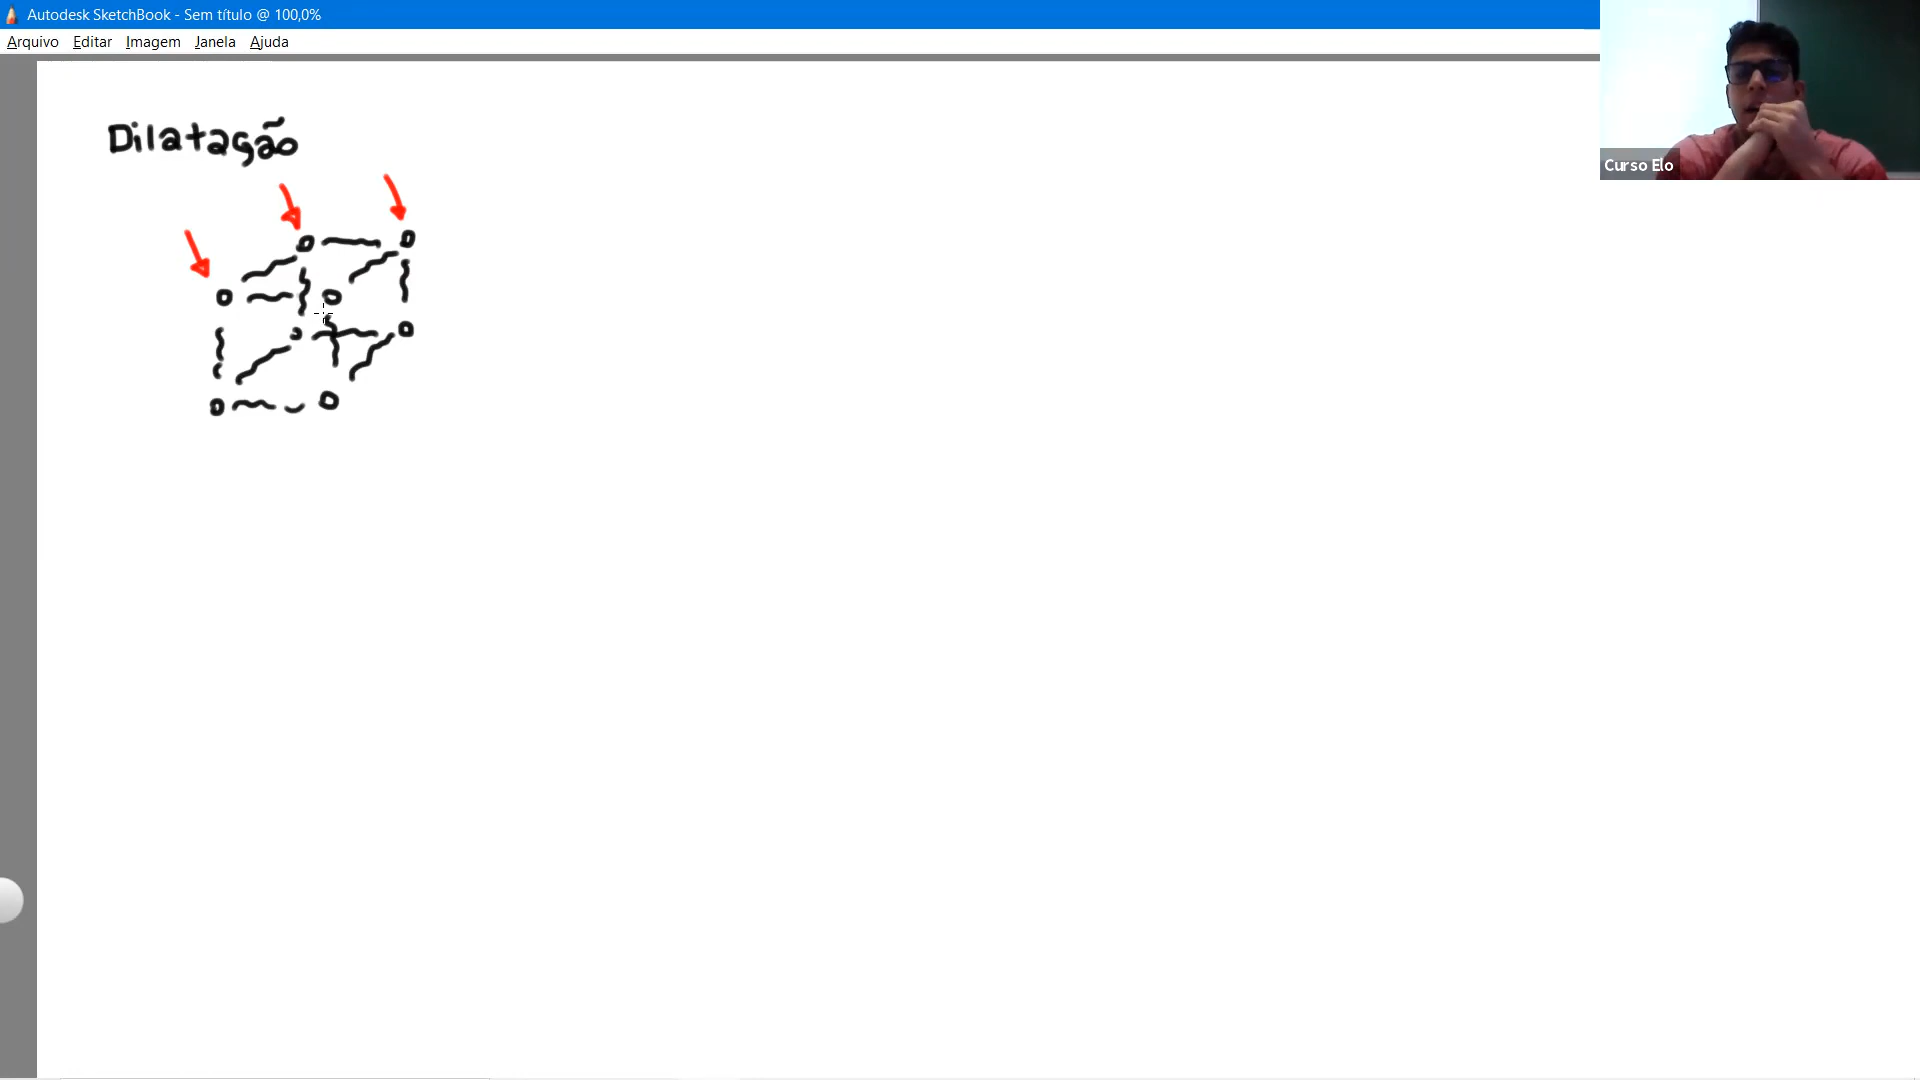 Autodesk SketchBook - Sem título @ 100,0%
Arquivo Editar Imagem Janela Ajuda
Curso Elo
Dilatação